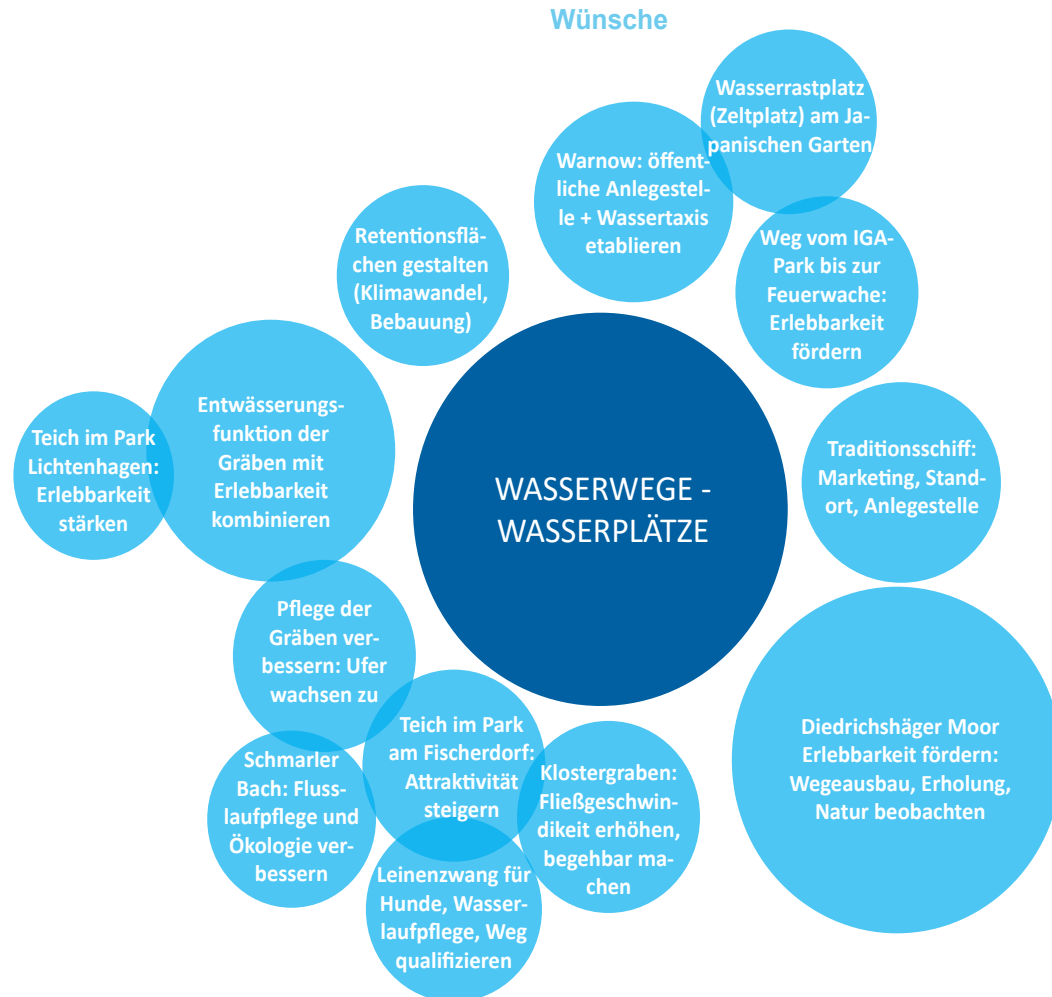 Wünsche
Wasserrastplatz
(Zeltplatz) am Ja-
panischen Garten
Warnow: öffent-
liche Anlegestel-
le + Wassertaxis
etablieren
Weg vom IGA-
Park bis zur
Feuerwache:
Erlebbarkeit
fördern
Retentionsflä-
chen gestalten
(Klimawandel,
Bebauung)
Entwässerungs-
funktion der
Gräben mit
Erlebbarkeit
kombinieren
Teich im Park
Lichtenhagen:
Erlebbarkeit
stärken
WASSERWEGE -
WASSERPLÄTZE
Traditionsschiff:
Marketing, Stand-
ort, Anlegestelle
Pflege der
Gräben ver-
bessern: Ufer
wachsen zu
Teich im Park
am Fischerdorf:
Attraktivität
steigern
Schmarler
Bach: Fluss-
laufpflege und
Ökologie ver-
bessern
Klostergraben:
Fließgeschwin-
dikeit erhöhen,
begehbar ma-
chen
Leinenzwang für
Hunde, Wasser-
laufpflege, Weg
qualifizieren
Diedrichshäger Moor
Erlebbarkeit fördern:
Wegeausbau, Erholung,
Natur beobachten